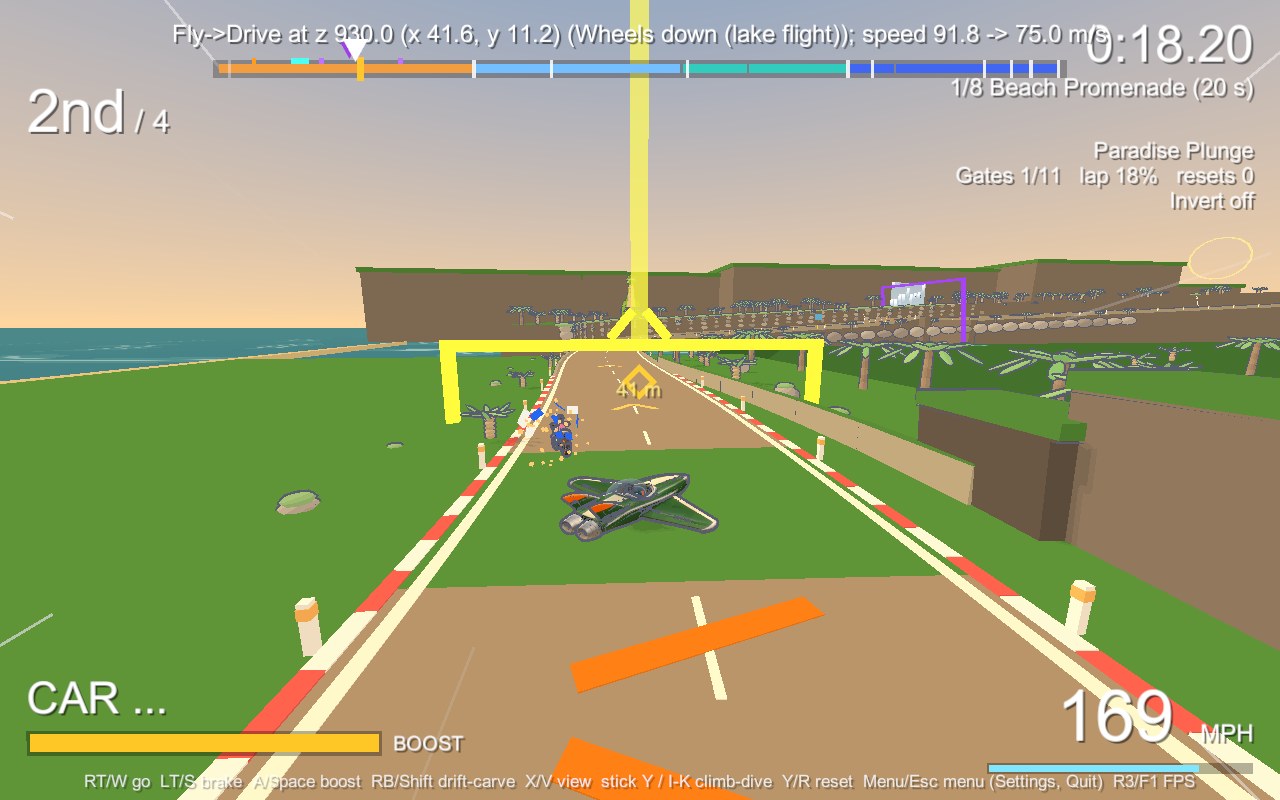 Fly->Drive at z 930.0 (x 41.6, y 11.2) (Wheels down (lake flight)); speed 91.8 -> 75.0 m/s
0:18.20
1/8 Beach Promenade (20 s)
2nd / 4
Paradise Plunge
Gates 1/11 lap 18% resets 0
Invert off
41 m
CAR ...
BOOST
169 MPH
RT/W go LT/S brake A/Space boost RB/Shift drift-carve X/V view stick Y / I-K climb-dive Y/R reset Menu/Esc menu (Settings, Quit) R3/F1 FPS